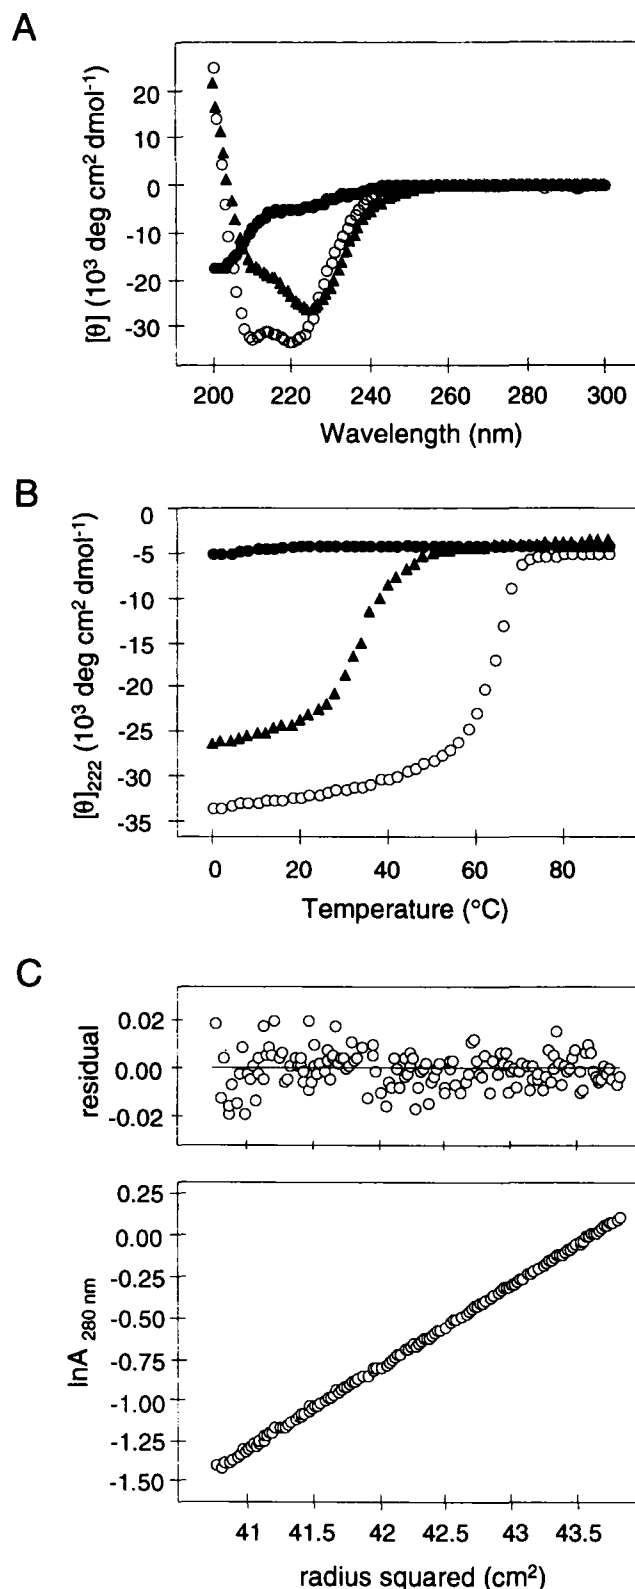 A
[θ] (10³ deg cm² dmol⁻¹)
20
10
0
-10
-20
-30
200 220 240 260 280 300
Wavelength (nm)
B
[θ]₂₂₂ (10³ deg cm² dmol⁻¹)
0
-5
-10
-15
-20
-25
-30
-35
0 20 40 60 80
Temperature (°C)
C
residual
0.02
0.00
-0.02
lnA 280 nm
0.25
0.00
-0.25
-0.50
-0.75
-1.00
-1.25
-1.50
41 41.5 42 42.5 43 43.5
radius squared (cm²)